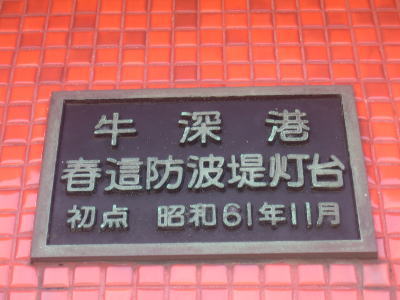 牛深港
春這防波堤灯台
初点 昭和61年11月